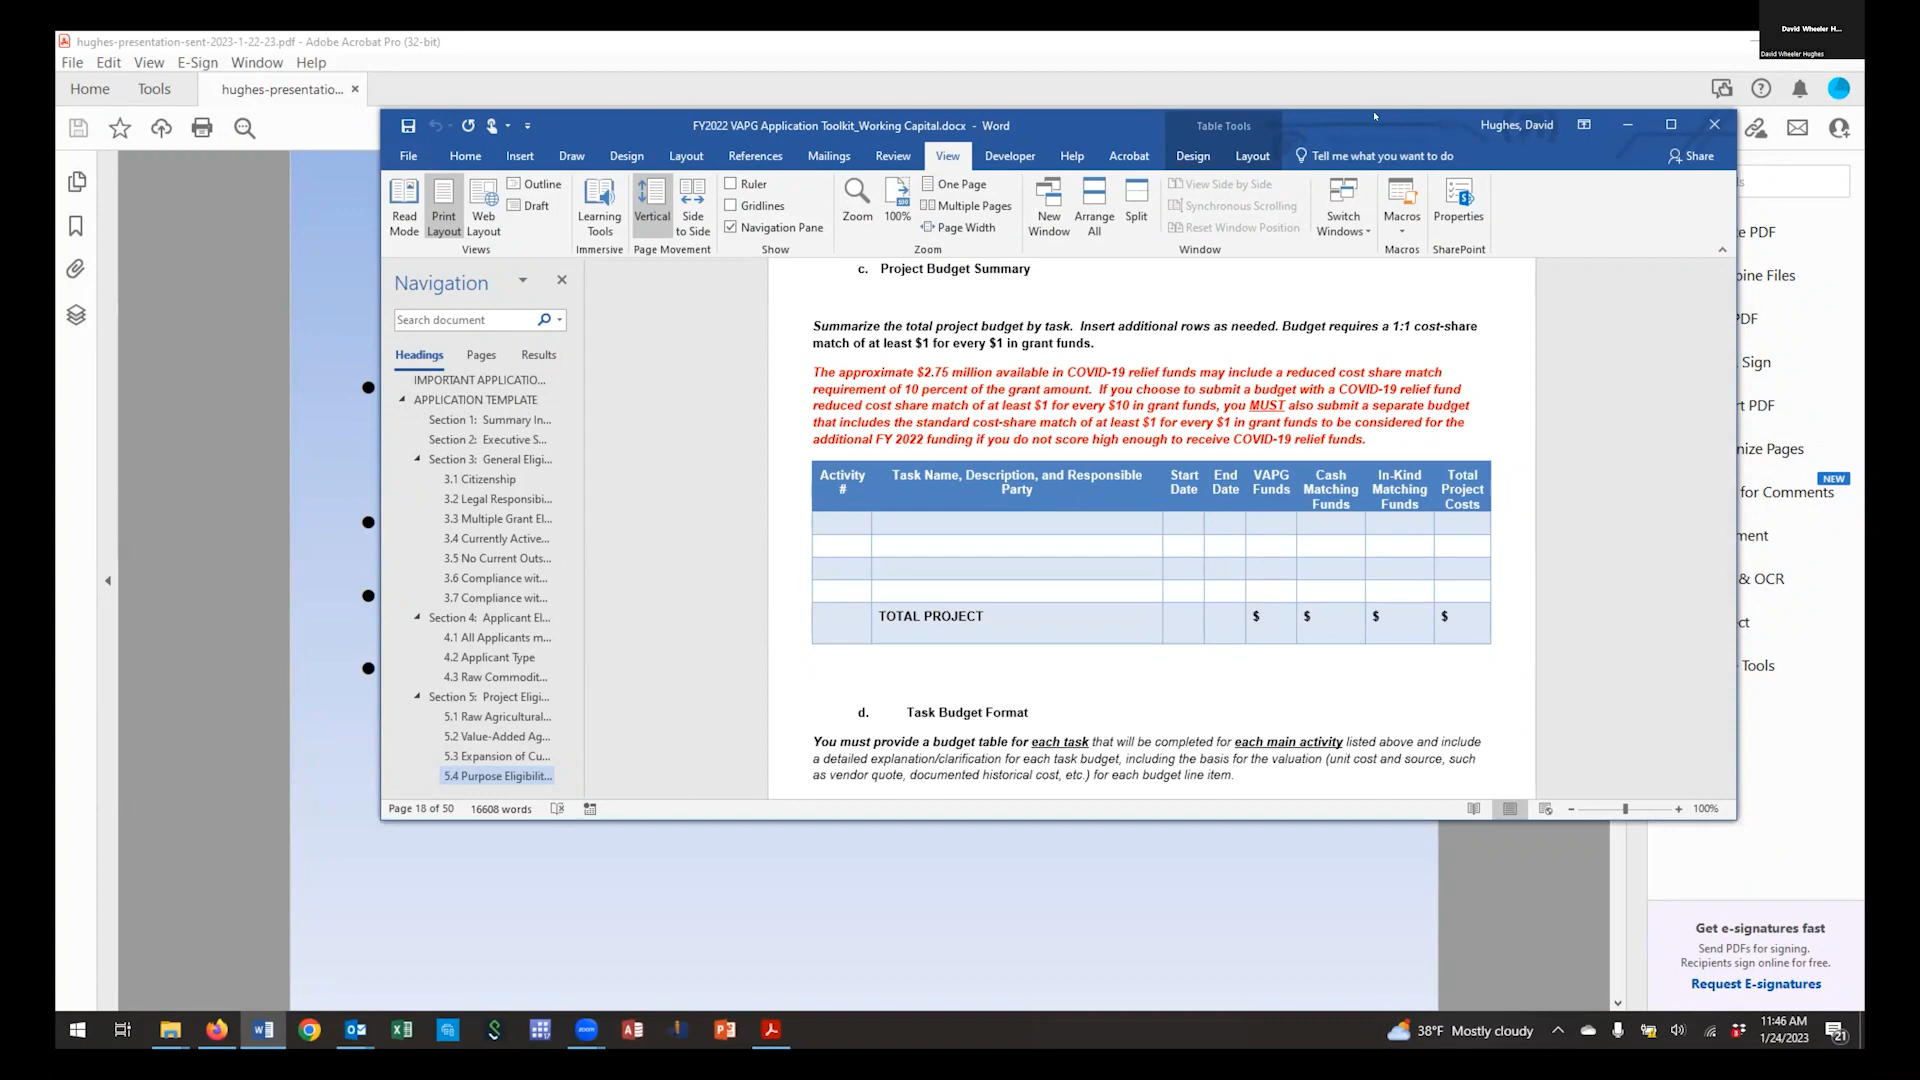 David Wheeler H...
David Wheeler Hughes
hughes-presentation-sent-2023-1-22-23.pdf - Adobe Acrobat Pro (32-bit)
File Edit View E-Sign Window Help
Home Tools hughes-presentatio... ×
FY2022 VAPG Application Toolkit_Working Capital.docx - Word
Table Tools
Hughes, David
File Home Insert Draw Design Layout References Mailings Review View Developer Help Acrobat Design Layout Tell me what you want to do Share
Read Mode
Print Layout
Web Layout
Outline
Draft
Views
Learning Tools
Immersive
Vertical
Side to Side
Page Movement
Ruler
Gridlines
Navigation Pane
Show
Zoom
100%
One Page
Multiple Pages
Page Width
Zoom
New Window
Arrange All
Split
View Side by Side
Synchronous Scrolling
Reset Window Position
Window
Switch Windows
Macros
Macros
Properties
SharePoint
Navigation
Search document
Headings Pages Results
IMPORTANT APPLICATIO...
APPLICATION TEMPLATE
Section 1: Summary In...
Section 2: Executive S...
Section 3: General Eligi...
3.1 Citizenship
3.2 Legal Responsibi...
3.3 Multiple Grant El...
3.4 Currently Active...
3.5 No Current Outs...
3.6 Compliance wit...
3.7 Compliance wit...
Section 4: Applicant El...
4.1 All Applicants m...
4.2 Applicant Type
4.3 Raw Commodit...
Section 5: Project Eligi...
5.1 Raw Agricultural...
5.2 Value-Added Ag...
5.3 Expansion of Cu...
5.4 Purpose Eligibilit...
c. Project Budget Summary
Summarize the total project budget by task. Insert additional rows as needed. Budget requires a 1:1 cost-share
match of at least $1 for every $1 in grant funds.
The approximate $2.75 million available in COVID-19 relief funds may include a reduced cost share match
requirement of 10 percent of the grant amount. If you choose to submit a budget with a COVID-19 relief fund
reduced cost share match of at least $1 for every $10 in grant funds, you MUST also submit a separate budget
that includes the standard cost-share match of at least $1 for every $1 in grant funds to be considered for the
additional FY 2022 funding if you do not score high enough to receive COVID-19 relief funds.
Activity #
Task Name, Description, and Responsible Party
Start Date
End Date
VAPG Funds
Cash Matching Funds
In-Kind Matching Funds
Total Project Costs
TOTAL PROJECT $ $ $ $
d. Task Budget Format
You must provide a budget table for each task that will be completed for each main activity listed above and include
a detailed explanation/clarification for each task budget, including the basis for the valuation (unit cost and source, such
as vendor quote, documented historical cost, etc.) for each budget line item.
Page 18 of 50 16608 words
100%
ls
e PDF
bine Files
PDF
Sign
rt PDF
nize Pages
NEW
for Comments
ment
& OCR
ct
Tools
Get e-signatures fast
Send PDFs for signing.
Recipients sign online for free.
Request E-signatures
38°F Mostly cloudy
11:46 AM
1/24/2023
21